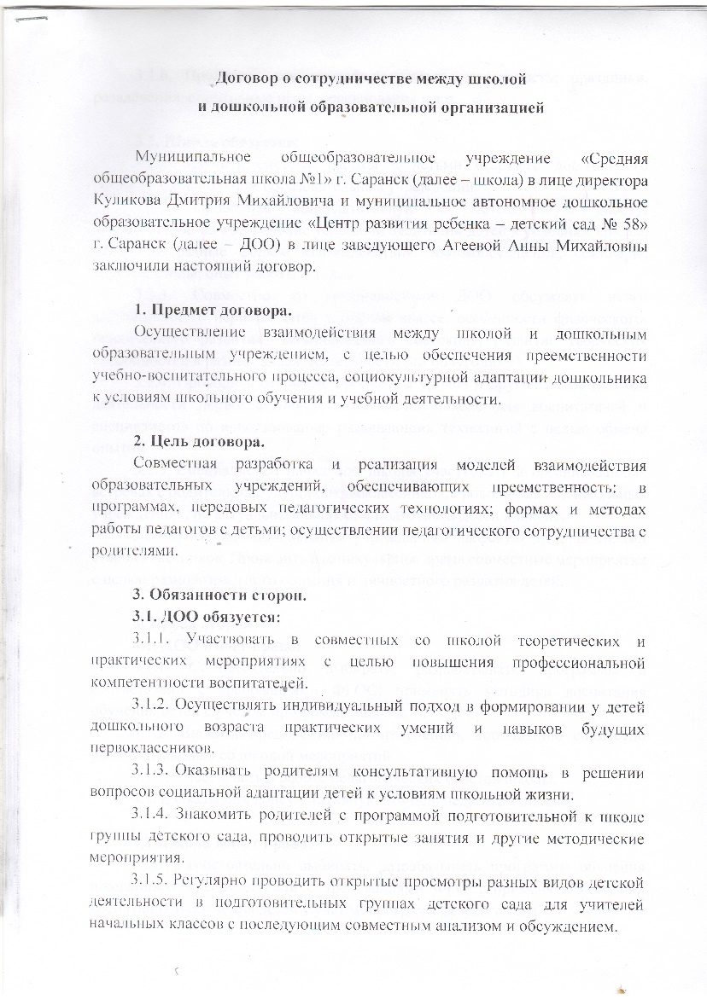 Договор о сотрудничестве между школой
и дошкольной образовательной организацией
Муниципальное общеобразовательное учреждение «Средняя
общеобразовательная школа №1» г. Саранск (далее – школа) в лице директора
Куликова Дмитрия Михайловича и муниципальное автономное дошкольное
образовательное учреждение «Центр развития ребенка – детский сад № 58»
г. Саранск (далее – ДОО) в лице заведующего Агеевой Анны Михайловны
заключили настоящий договор.
1. Предмет договора.
Осуществление взаимодействия между школой и дошкольным
образовательным учреждением, с целью обеспечения преемственности
учебно-воспитательного процесса, социокультурной адаптации дошкольника
к условиям школьного обучения и учебной деятельности.
2. Цель договора.
Совместная разработка и реализация моделей взаимодействия
образовательных учреждений, обеспечивающих преемственность: в
программах, передовых педагогических технологиях; формах и методах
работы педагогов с детьми; осуществлении педагогического сотрудничества с
родителями.
3. Обязанности сторон.
3.1. ДОО обязуется:
3.1.1. Участвовать в совместных со школой теоретических и
практических мероприятиях с целью повышения профессиональной
компетентности воспитателей.
3.1.2. Осуществлять индивидуальный подход в формировании у детей
дошкольного возраста практических умений и навыков будущих
первоклассников.
3.1.3. Оказывать родителям консультативную помощь в решении
вопросов социальной адаптации детей к условиям школьной жизни.
3.1.4. Знакомить родителей с программой подготовительной к школе
группы детского сада, проводить открытые занятия и другие методические
мероприятия.
3.1.5. Регулярно проводить открытые просмотры разных видов детской
деятельности в подготовительных группах детского сада для учителей
начальных классов с последующим совместным анализом и обсуждением.